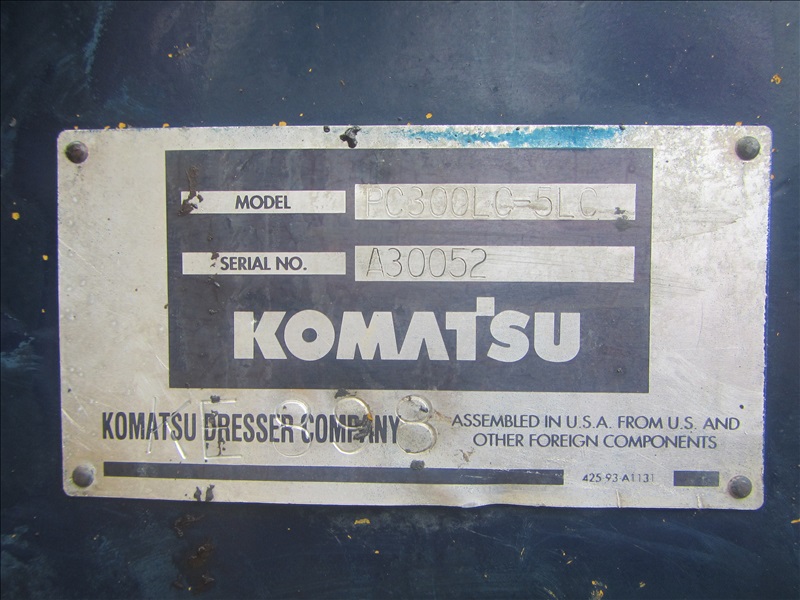 MODEL PC300LC-5LC
SERIAL NO. A30052
KOMATSU
KOMATSU DRESSER COMPANY
ASSEMBLED IN U.S.A. FROM U.S. AND
OTHER FOREIGN COMPONENTS
425-93-A1131